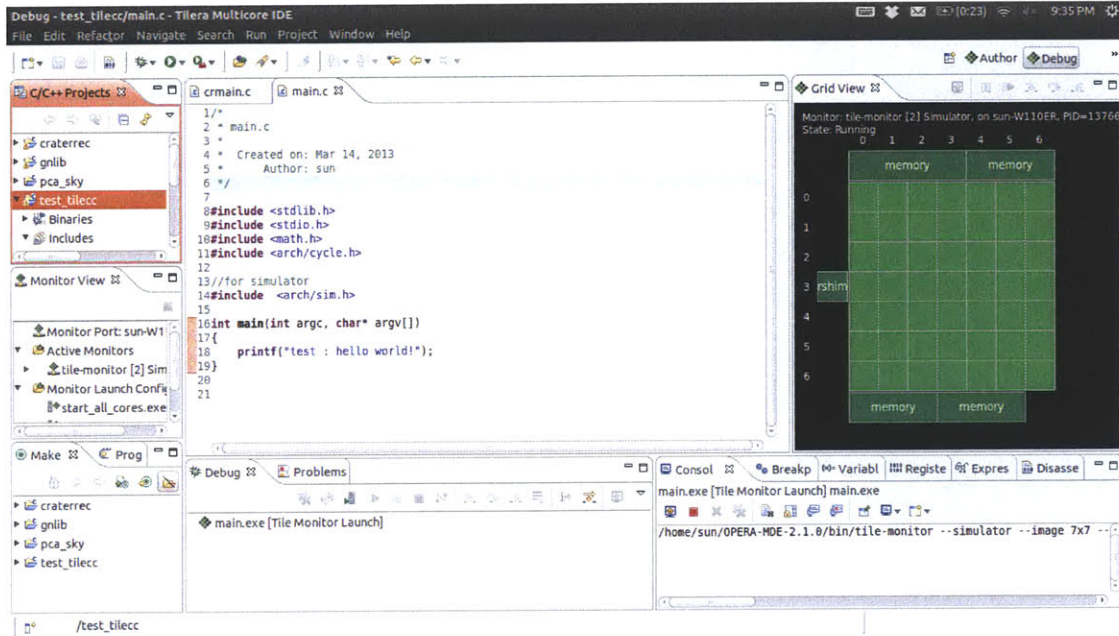 Debug - test_tilecc/main.c - Tilera Multicore IDE
(0:23)
9:35 PM
File Edit Refactor Navigate Search Run Project Window Help
Author
Debug
C/C++ Projects
craterrec
gnlib
pca_sky
test_tilecc
Binaries
Includes
crmain.c
main.c
1/*
2 * main.c
3 *
4 * Created on: Mar 14, 2013
5 * Author: sun
6 */
7
8#include <stdlib.h>
9#include <stdio.h>
10#include <math.h>
11#include <arch/cycle.h>
12
13//for simulator
14#include <arch/sim.h>
15
16int main(int argc, char* argv[])
17{
18 printf("test : hello world!");
19}
20
21
Grid View
Monitor: tile-monitor [2] Simulator, on sun-W110ER, PID=13766
State: Running
0 1 2 3 4 5 6
memory memory
0
1
2
3 rshim
4
5
6
memory memory
Monitor View
Monitor Port: sun-W1
Active Monitors
tile-monitor [2] Sim
Monitor Launch Config
start_all_cores.exe
Make
Prog
craterrec
gnlib
pca_sky
test_tilecc
Debug
Problems
main.exe [Tile Monitor Launch]
Consol
Breakp
Variabl
Registe
Expres
Disasse
main.exe [Tile Monitor Launch] main.exe
/home/sun/OPERA-MDE-2.1.0/bin/tile-monitor --simulator --image 7x7 --
/test_tilecc